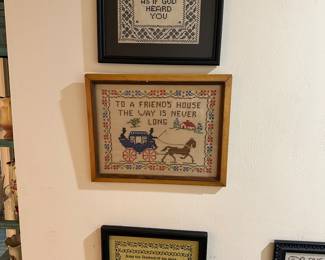 AS IF GOD
HEARD
YOU
TO A FRIEND'S HOUSE
THE WAY IS NEVER
LONG